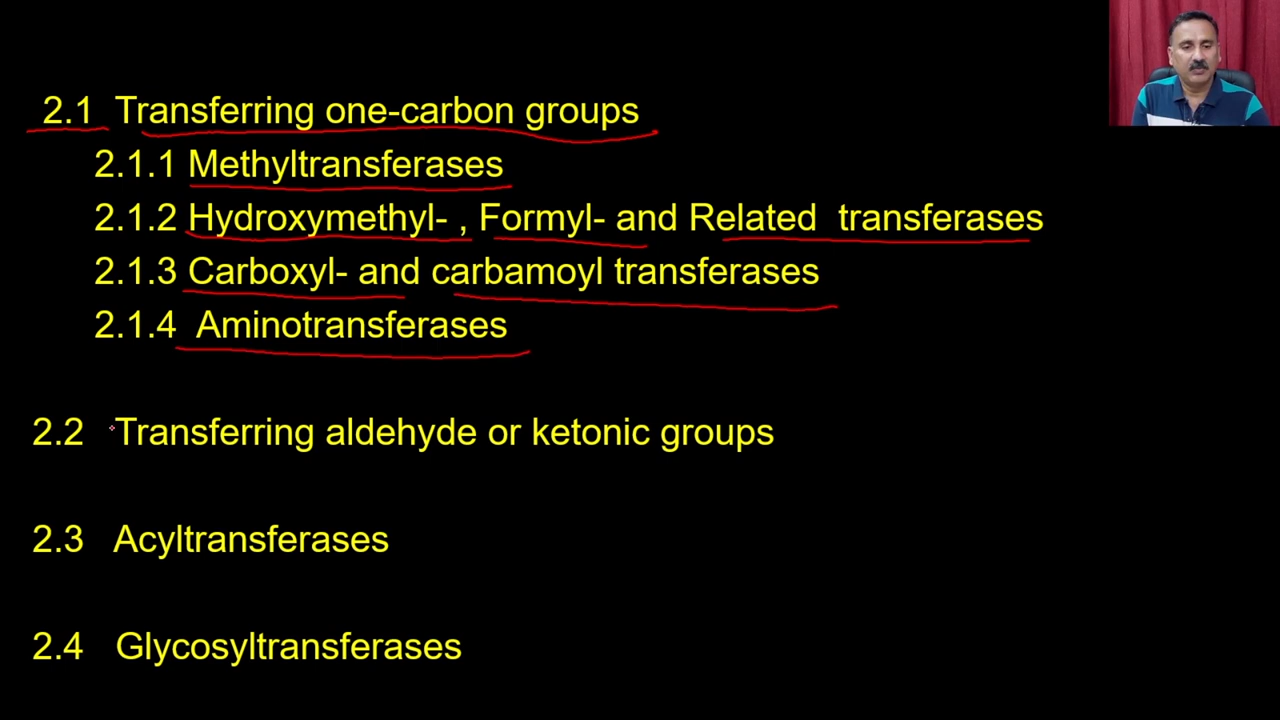 2.1 Transferring one-carbon groups
2.1.1 Methyltransferases
2.1.2 Hydroxymethyl- , Formyl- and Related transferases
2.1.3 Carboxyl- and carbamoyl transferases
2.1.4 Aminotransferases
2.2 Transferring aldehyde or ketonic groups
2.3 Acyltransferases
2.4 Glycosyltransferases